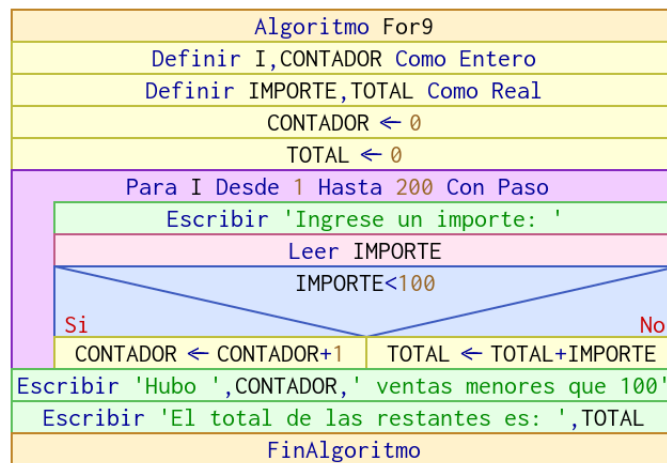 Algoritmo For9
Definir I,CONTADOR Como Entero
Definir IMPORTE,TOTAL Como Real
CONTADOR ← 0
TOTAL ← 0
Para I Desde 1 Hasta 200 Con Paso
Escribir 'Ingrese un importe: '
Leer IMPORTE
IMPORTE<100
Si No
CONTADOR ← CONTADOR+1 TOTAL ← TOTAL+IMPORTE
Escribir 'Hubo ',CONTADOR,' ventas menores que 100'
Escribir 'El total de las restantes es: ',TOTAL
FinAlgoritmo